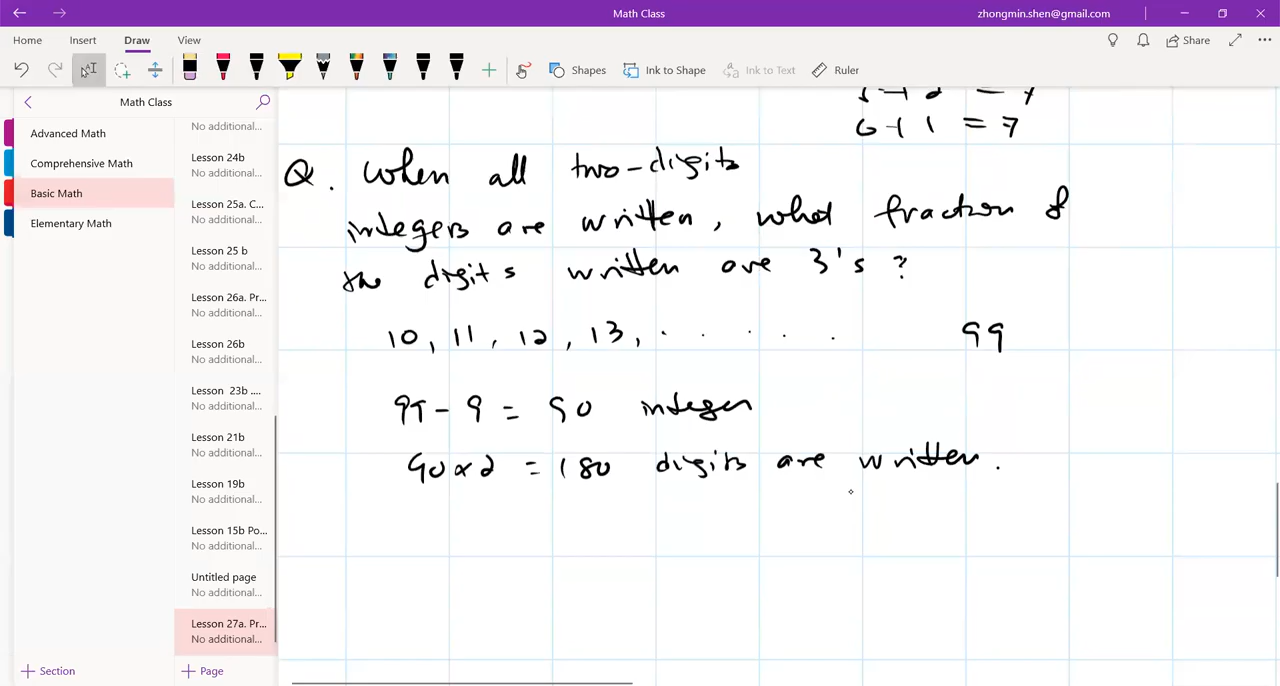 Math Class
zhongmin.shen@gmail.com
Home Insert Draw View
Share
Shapes Ink to Shape Ink to Text Ruler
Math Class
Advanced Math
Comprehensive Math
Basic Math
Elementary Math
No additional...
Lesson 24b
No additional...
Lesson 25a. C...
No additional...
Lesson 25 b
No additional...
Lesson 26a. Pr...
No additional...
Lesson 26b
No additional...
Lesson 23b ....
No additional...
Lesson 21b
No additional...
Lesson 19b
No additional...
Lesson 15b Po...
No additional...
Untitled page
No additional...
Lesson 27a. Pr...
No additional...
+ Section
+ Page
5+2 = 7
6+1 = 7
Q. When all two-digits
integers are written, what fraction of
the digits written are 3's?
10, 11, 12, 13, . . . . . 99
99 - 9 = 90 integer
90 x 2 = 180 digits are written.